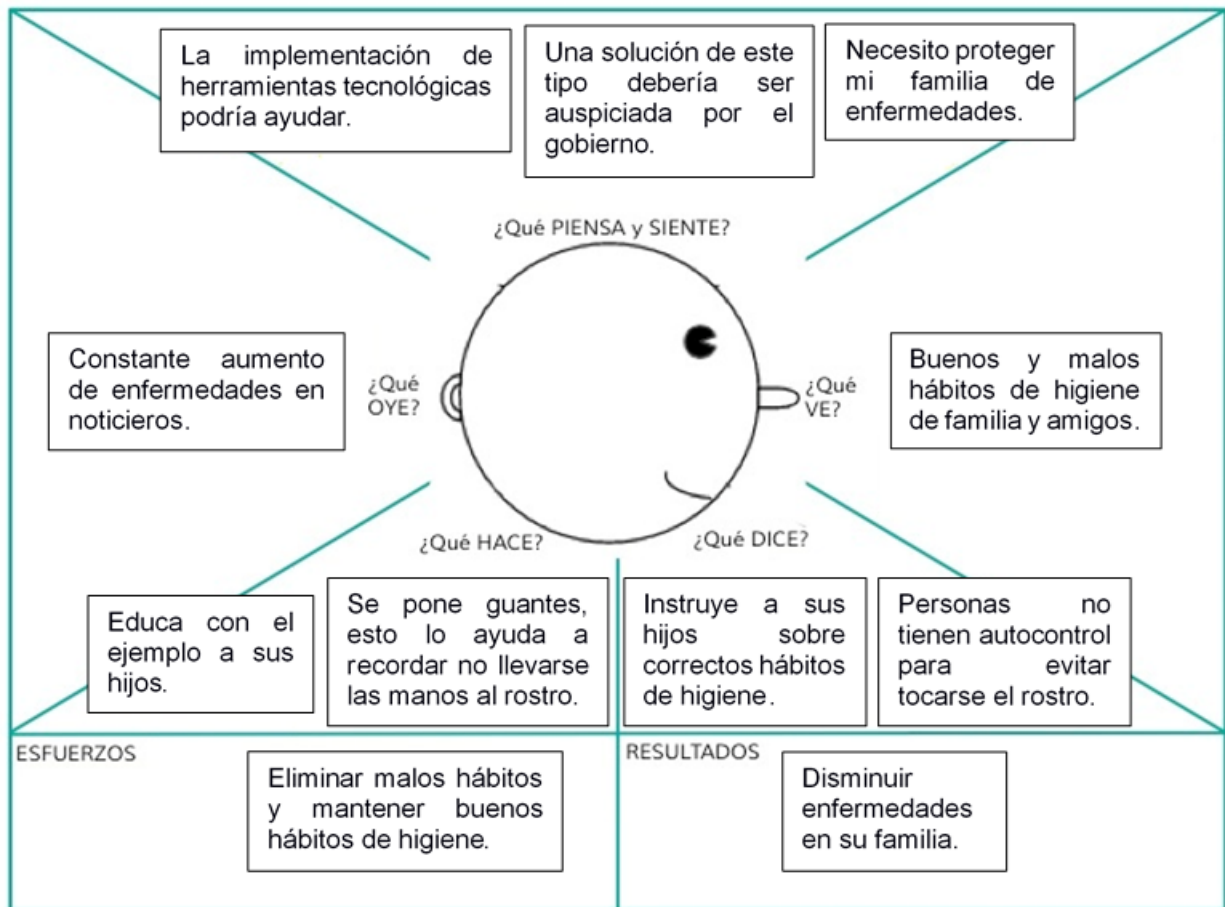 La implementación de
herramientas tecnológicas
podría ayudar.
Una solución de este
tipo debería ser
auspiciada por el
gobierno.
Necesito proteger
mi familia de
enfermedades.
¿Qué PIENSA y SIENTE?
Constante aumento
de enfermedades en
noticieros.
¿Qué
OYE?
¿Qué
VE?
Buenos y malos
hábitos de higiene
de familia y amigos.
¿Qué HACE?
¿Qué DICE?
Educa con el
ejemplo a sus
hijos.
Se pone guantes,
esto lo ayuda a
recordar no llevarse
las manos al rostro.
Instruye a sus
hijos sobre
correctos hábitos
de higiene.
Personas no
tienen autocontrol
para evitar
tocarse el rostro.
ESFUERZOS
Eliminar malos hábitos
y mantener buenos
hábitos de higiene.
RESULTADOS
Disminuir
enfermedades
en su familia.